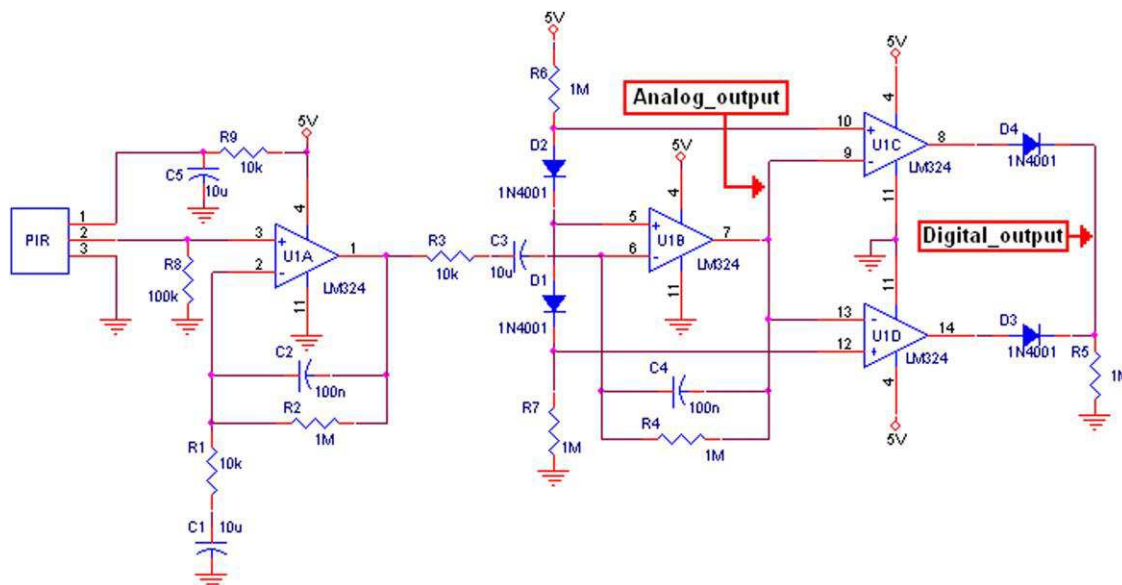 5V
R6
1M
5V
Analog_output
5V
R9
10k
C5
10u
4
D2
1N4001
5V
4
10
+
U1C
9
-
8
LM324
D4
1N4001
11
1
PIR
2
3
R8
100k
3
+
U1A
2
-
1
LM324
11
R3
10k
C3
10u
5
+
U1B
6
-
7
LM324
4
11
D1
1N4001
Digital_output
11
13
-
U1D
12
+
14
LM324
4
5V
D3
1N4001
R5
1M
C2
100n
R2
1M
C4
100n
R4
1M
R7
1M
R1
10k
C1
10u